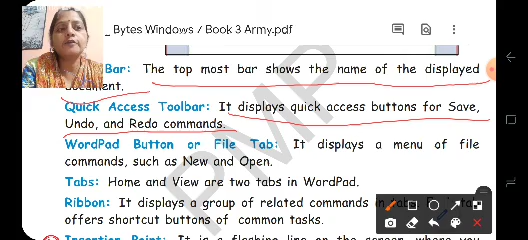 _ Bytes Windows / Book 3 Army.pdf
Bar: The top most bar shows the name of the displayed
document.
Quick Access Toolbar: It displays quick access buttons for Save,
Undo, and Redo commands.
WordPad Button or File Tab: It displays a menu of file
commands, such as New and Open.
Tabs: Home and View are two tabs in WordPad.
Ribbon: It displays a group of related commands in
offers shortcut buttons of common tasks.
Insertion Point: It is a flashing line on the screen where you
PMP